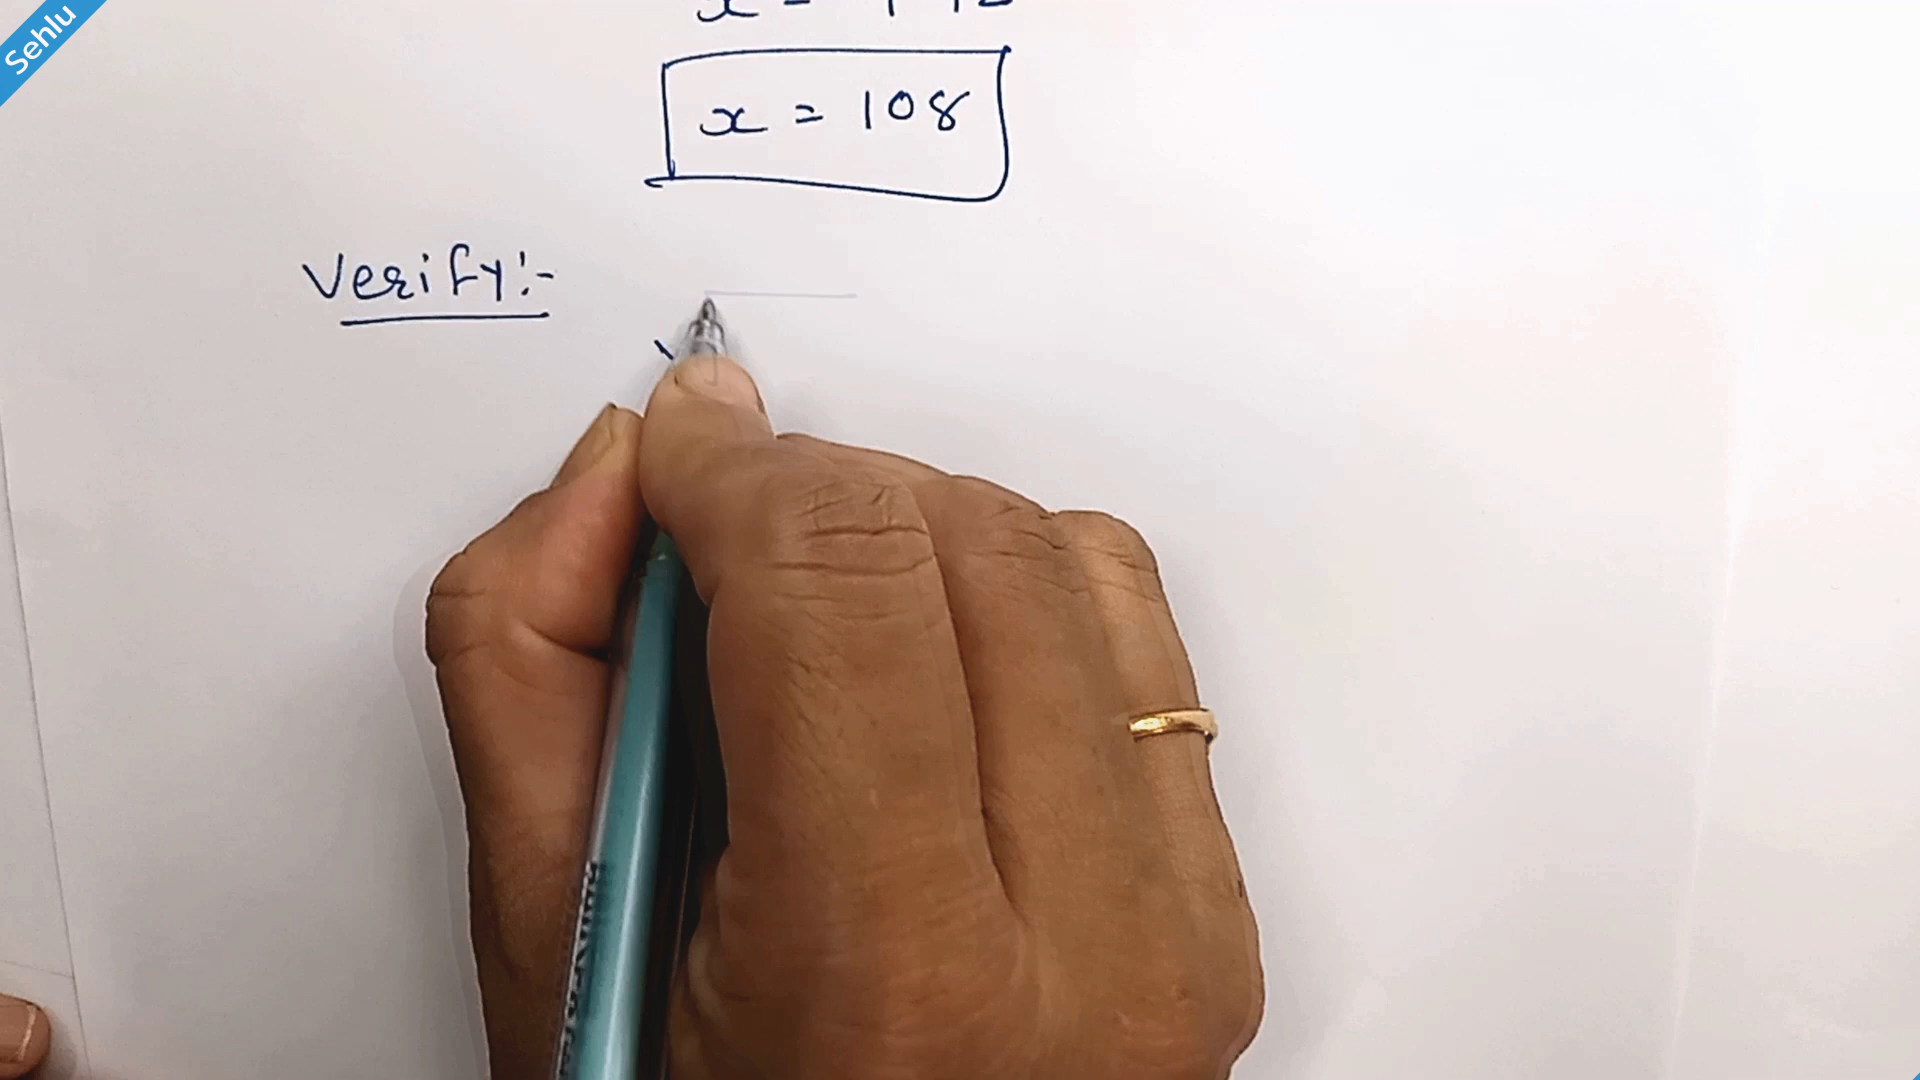 Sehlu
x =
x = 108
Verify:-